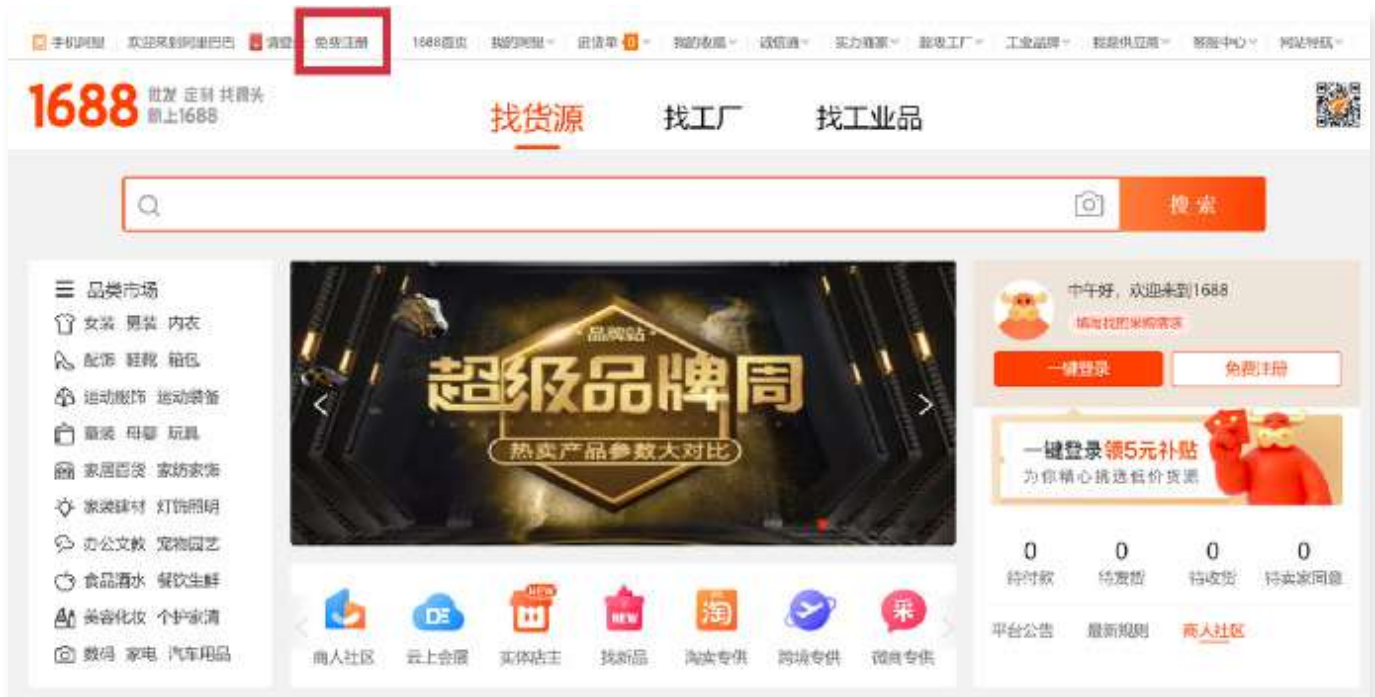 手机阿里 欢迎来到阿里巴巴 请登 免费注册 1688首页 我的阿里 进货单 0 我的收藏 诚信通 实力商家 超级工厂 工业品牌 客服中心 网站导航
1688 批发 定制 找源头
就上1688
找货源 找工厂 找工业品
搜索
品类市场
女装 男装 内衣
配饰 鞋靴 箱包
运动服饰 运动装备
童装 母婴 玩具
家居百货 家纺家饰
家装建材 灯饰照明
办公文教 宠物园艺
食品酒水 餐饮生鲜
美容化妆 个护家清
数码 家电 汽车用品
品牌站
超级品牌周
热卖产品参数大对比
中午好，欢迎来到1688
一键登录 免费注册
一键登录领5元补贴
为你精心挑选低价货源
0 0 0 0
待付款 待发货 待收货 待卖家同意
平台公告 最新规则 商人社区
NEW NEW
商人社区 云上会展 实体店主 找新品 淘卖专供 跨境专供 微商专供
DE 淘 采